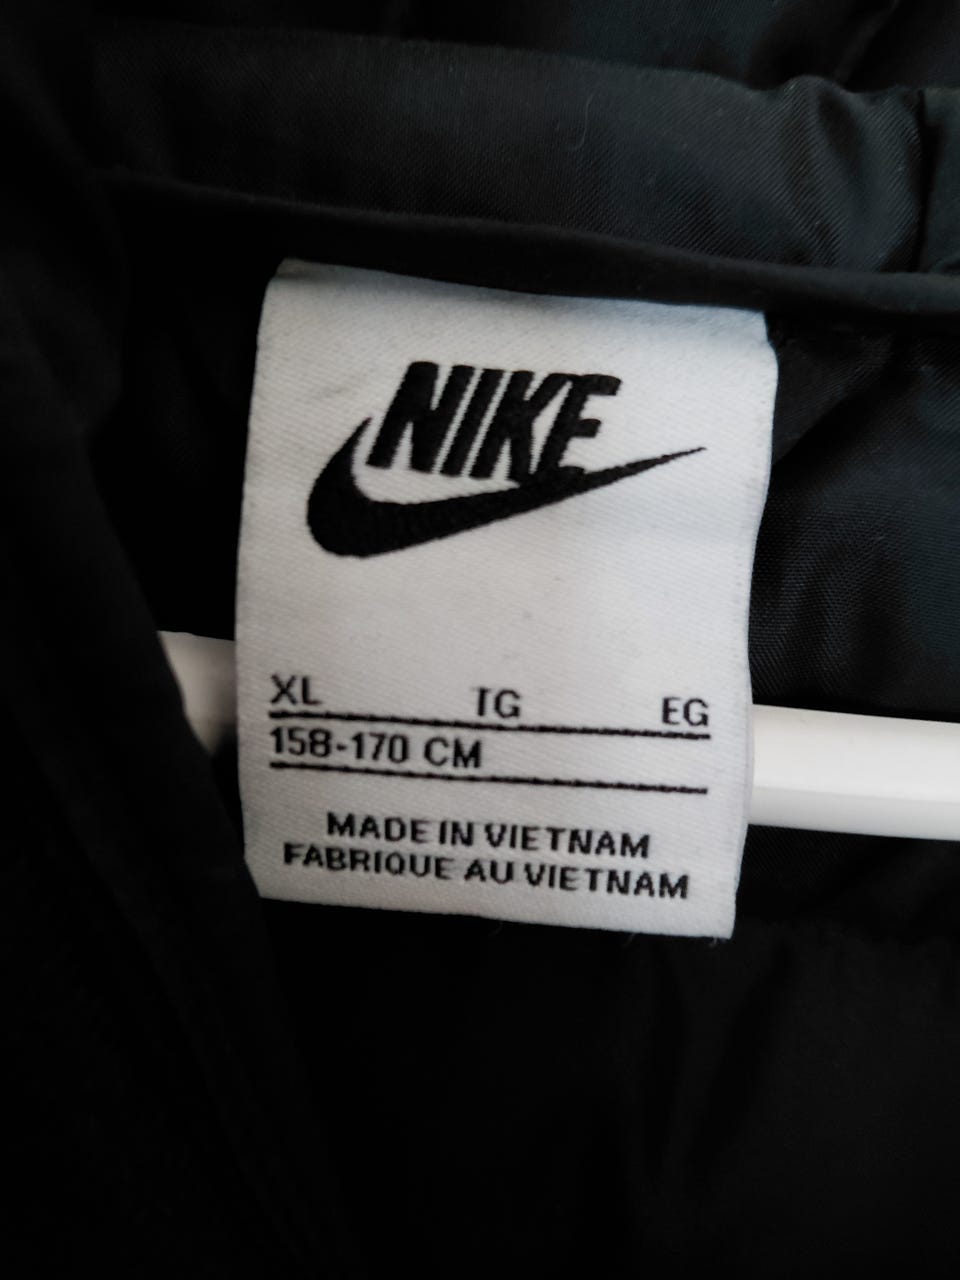 NIKE
XL TG EG
158-170 CM
MADE IN VIETNAM
FABRIQUE AU VIETNAM